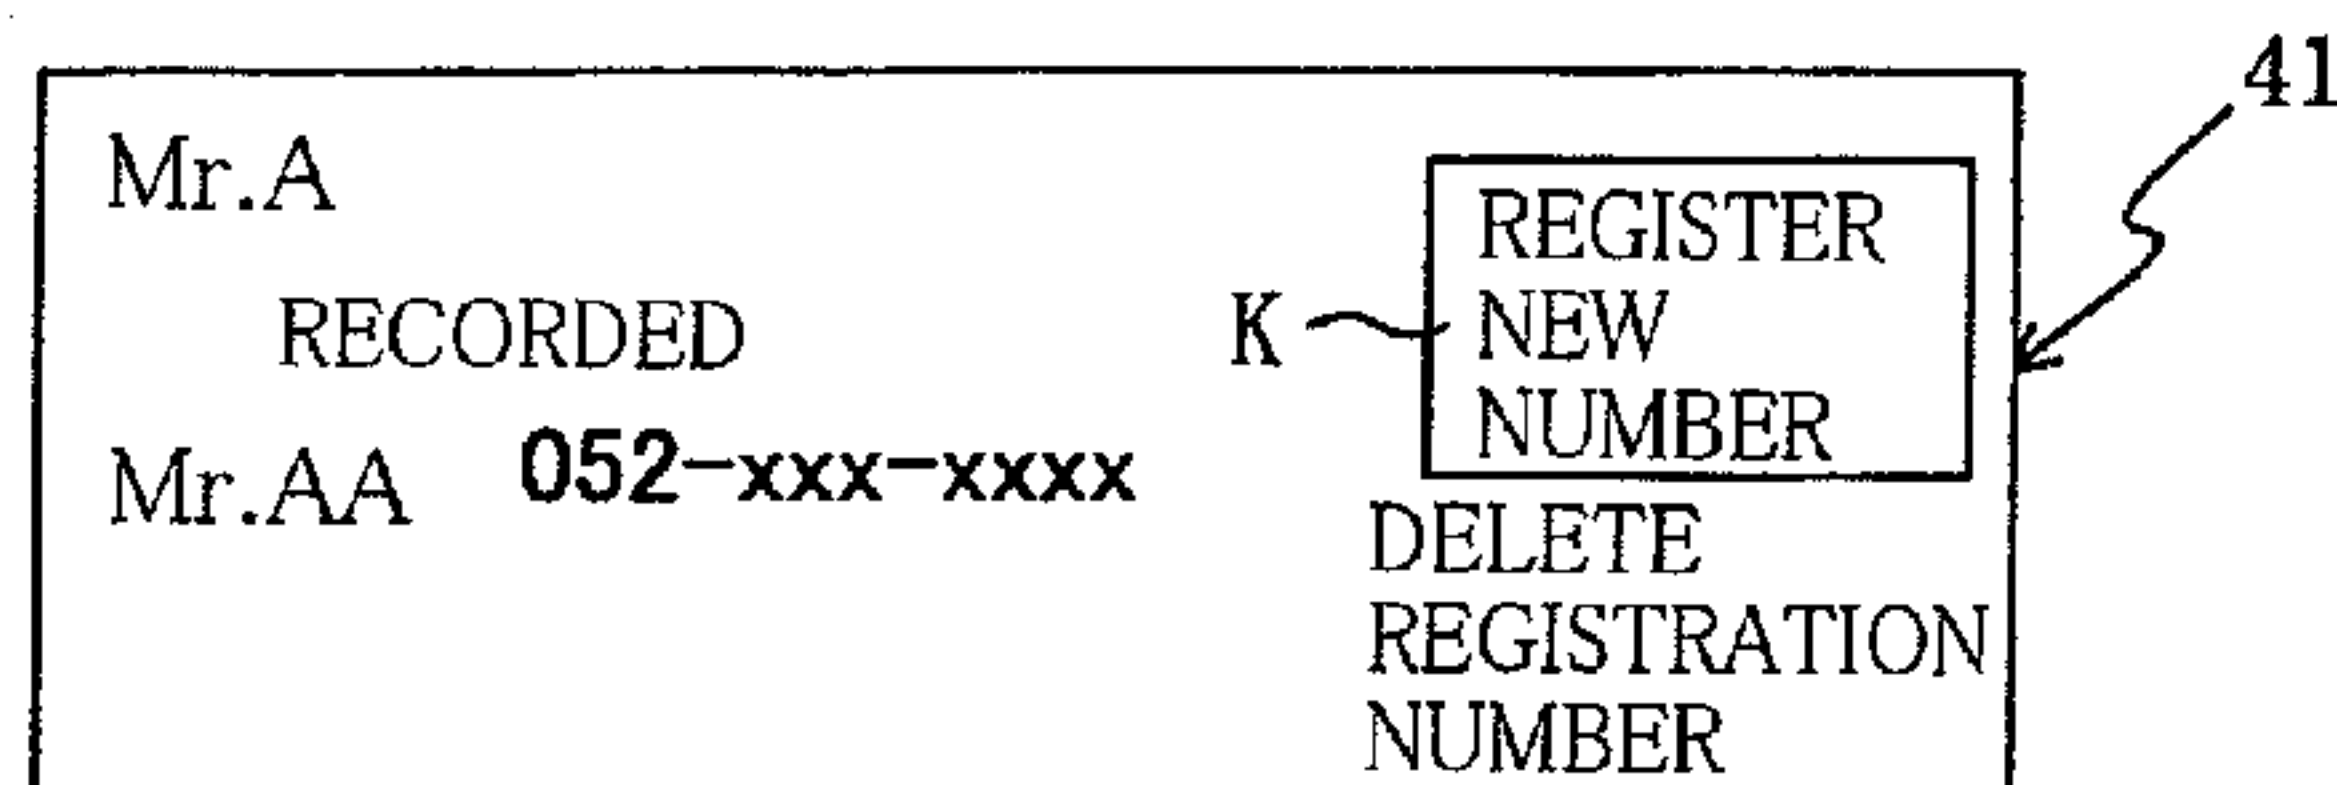 41
Mr.A
RECORDED
Mr.AA 052-xxx-xxxx
K
REGISTER
NEW
NUMBER
DELETE
REGISTRATION
NUMBER